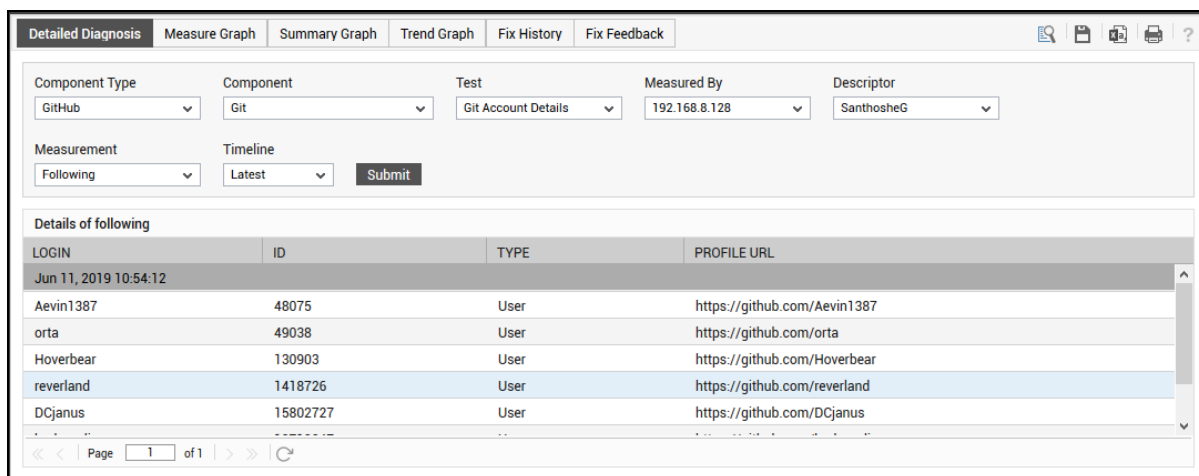 Detailed Diagnosis Measure Graph Summary Graph Trend Graph Fix History Fix Feedback ?
Component Type Component Test Measured By Descriptor
GitHub Git Git Account Details 192.168.8.128 SanthosheG
Measurement Timeline
Following Latest Submit
Details of following
LOGIN ID TYPE PROFILE URL
Jun 11, 2019 10:54:12
Aevin1387 48075 User https://github.com/Aevin1387
orta 49038 User https://github.com/orta
Hoverbear 130903 User https://github.com/Hoverbear
reverland 1418726 User https://github.com/reverland
DCjanus 15802727 User https://github.com/DCjanus
Page 1 of 1